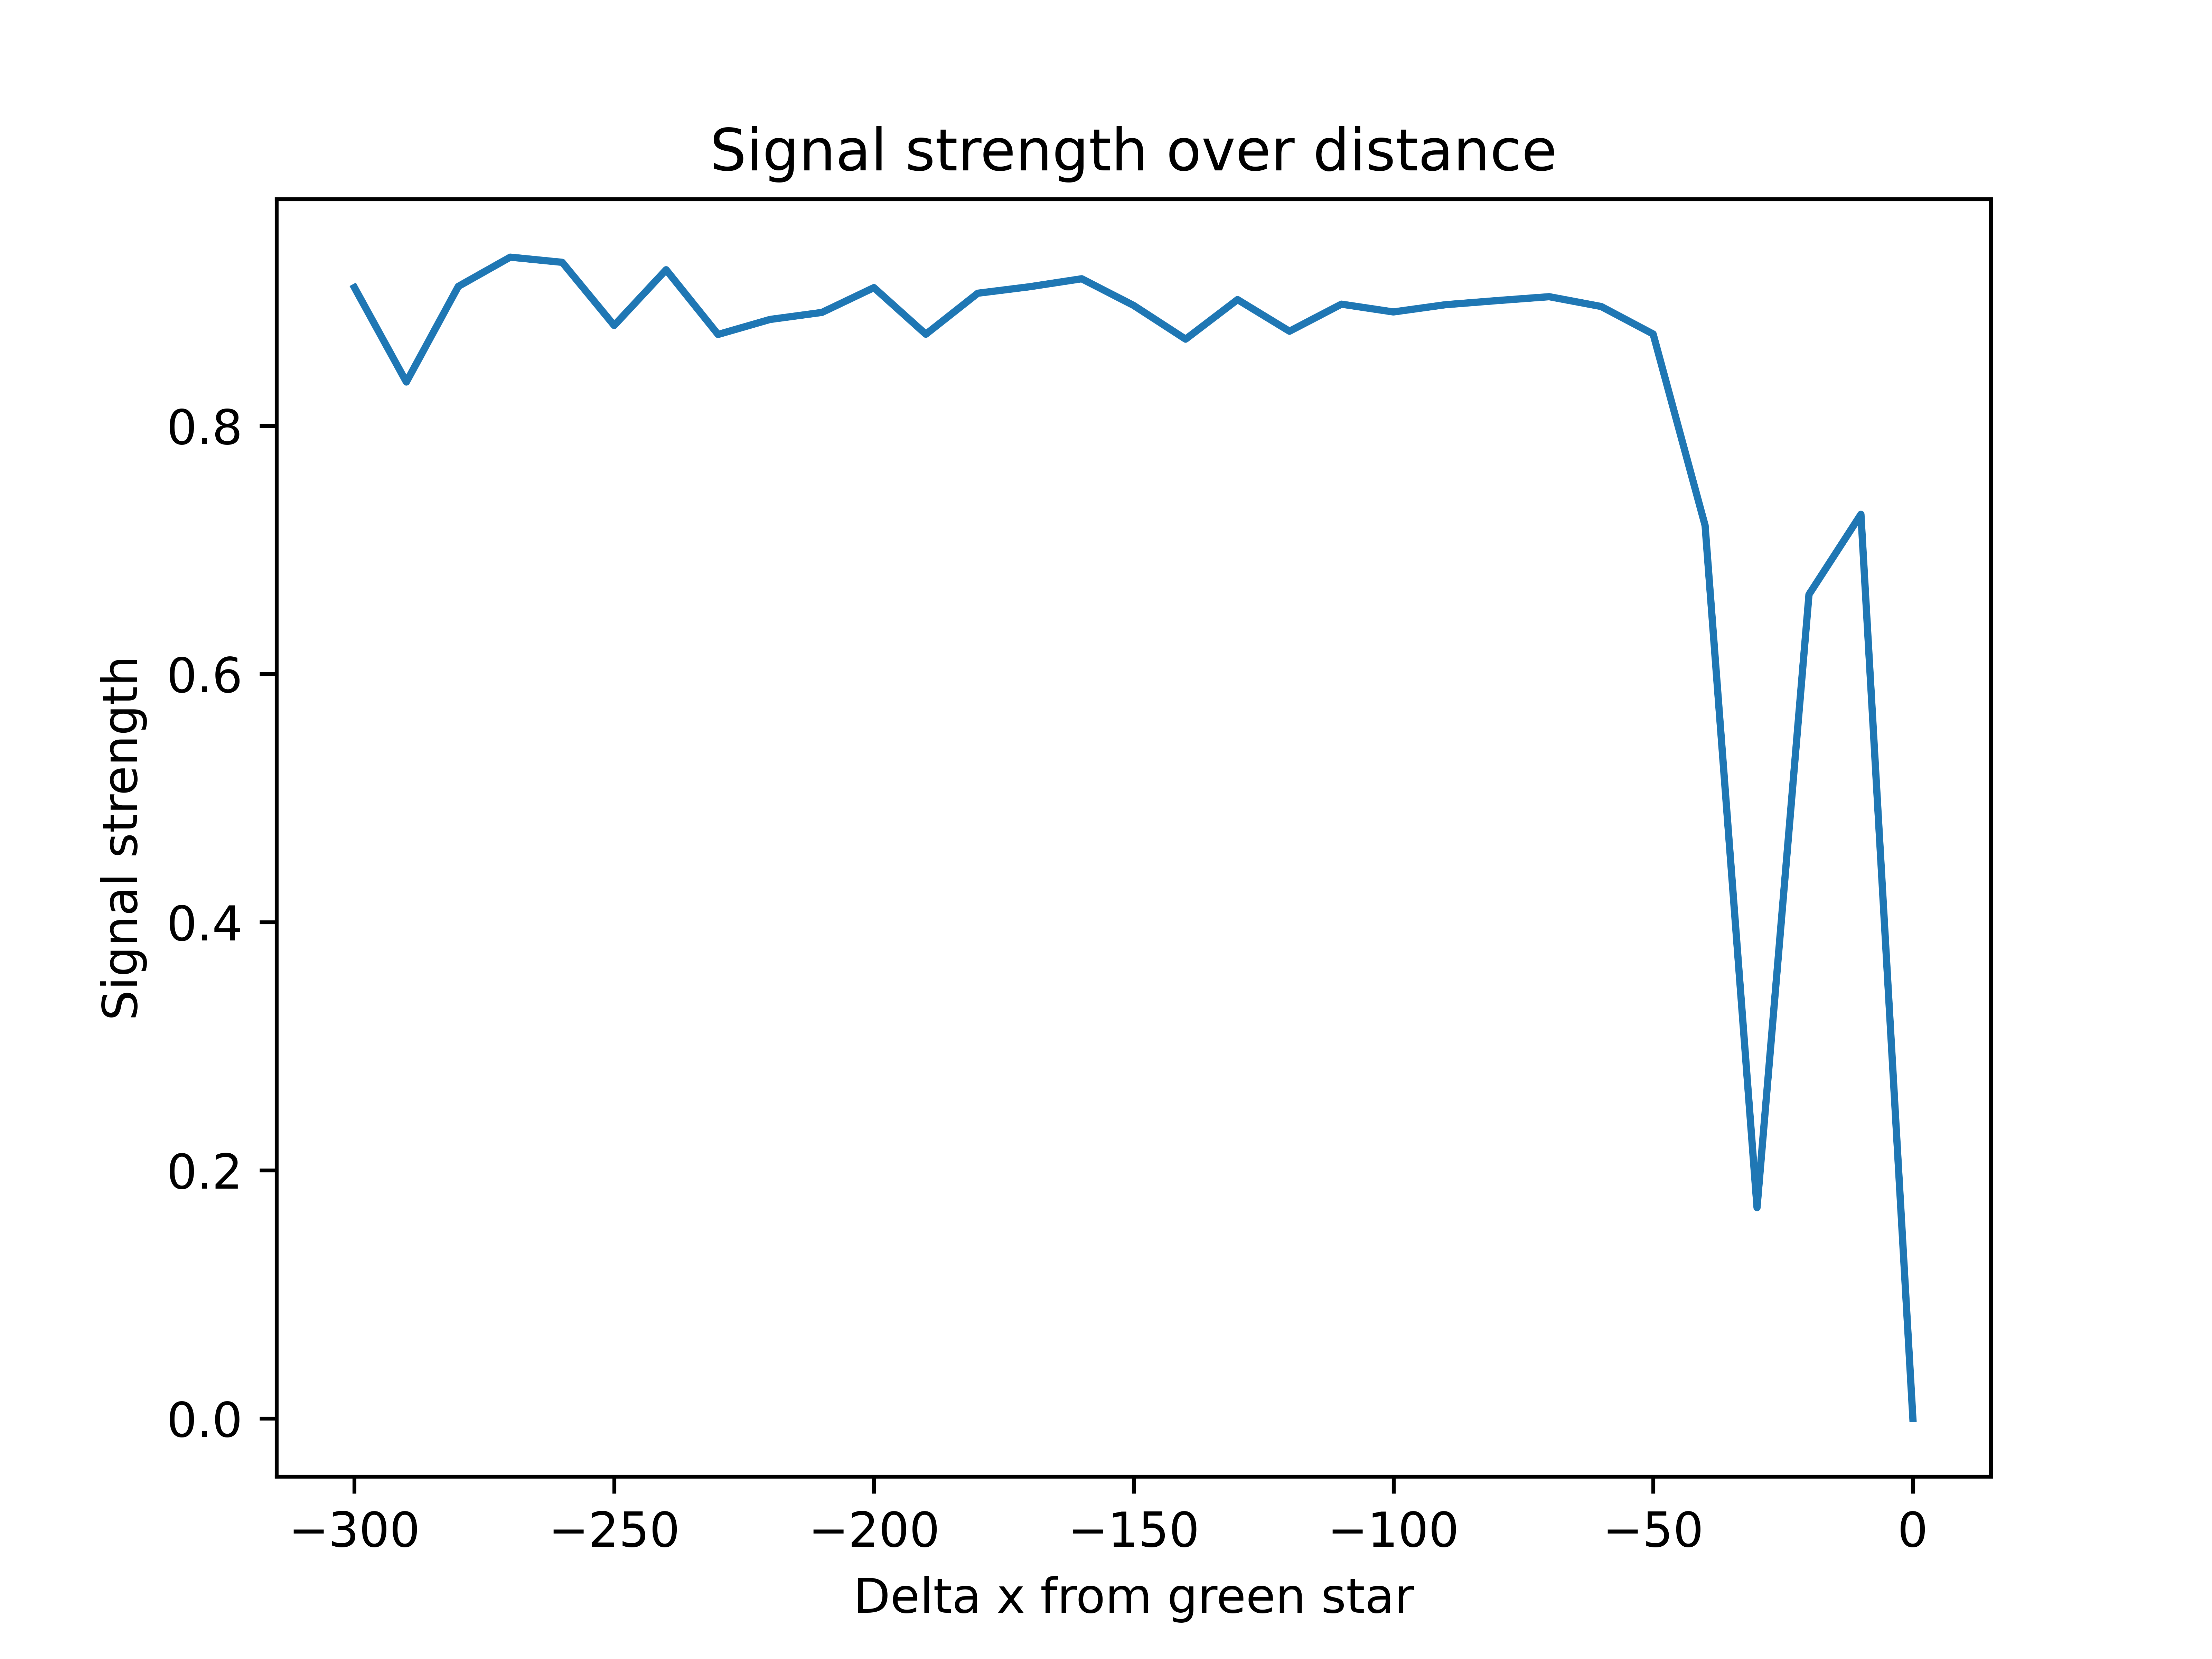 Signal strength over distance
Signal strength
0.8
0.6
0.4
0.2
0.0
−300 −250 −200 −150 −100 −50 0
Delta x from green star